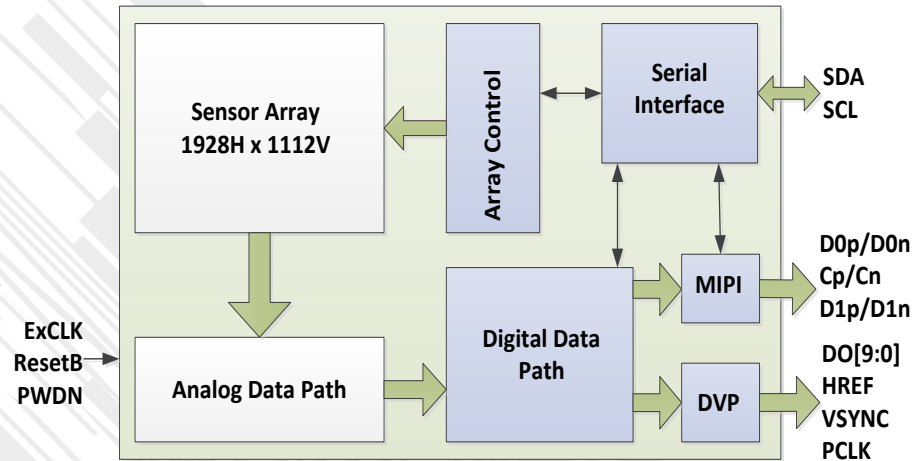 Sensor Array
1928H x 1112V
Array Control
Serial
Interface
SDA
SCL
ExCLK
ResetB
PWDN
Analog Data Path
Digital Data
Path
MIPI
DVP
D0p/D0n
Cp/Cn
D1p/D1n
DO[9:0]
HREF
VSYNC
PCLK